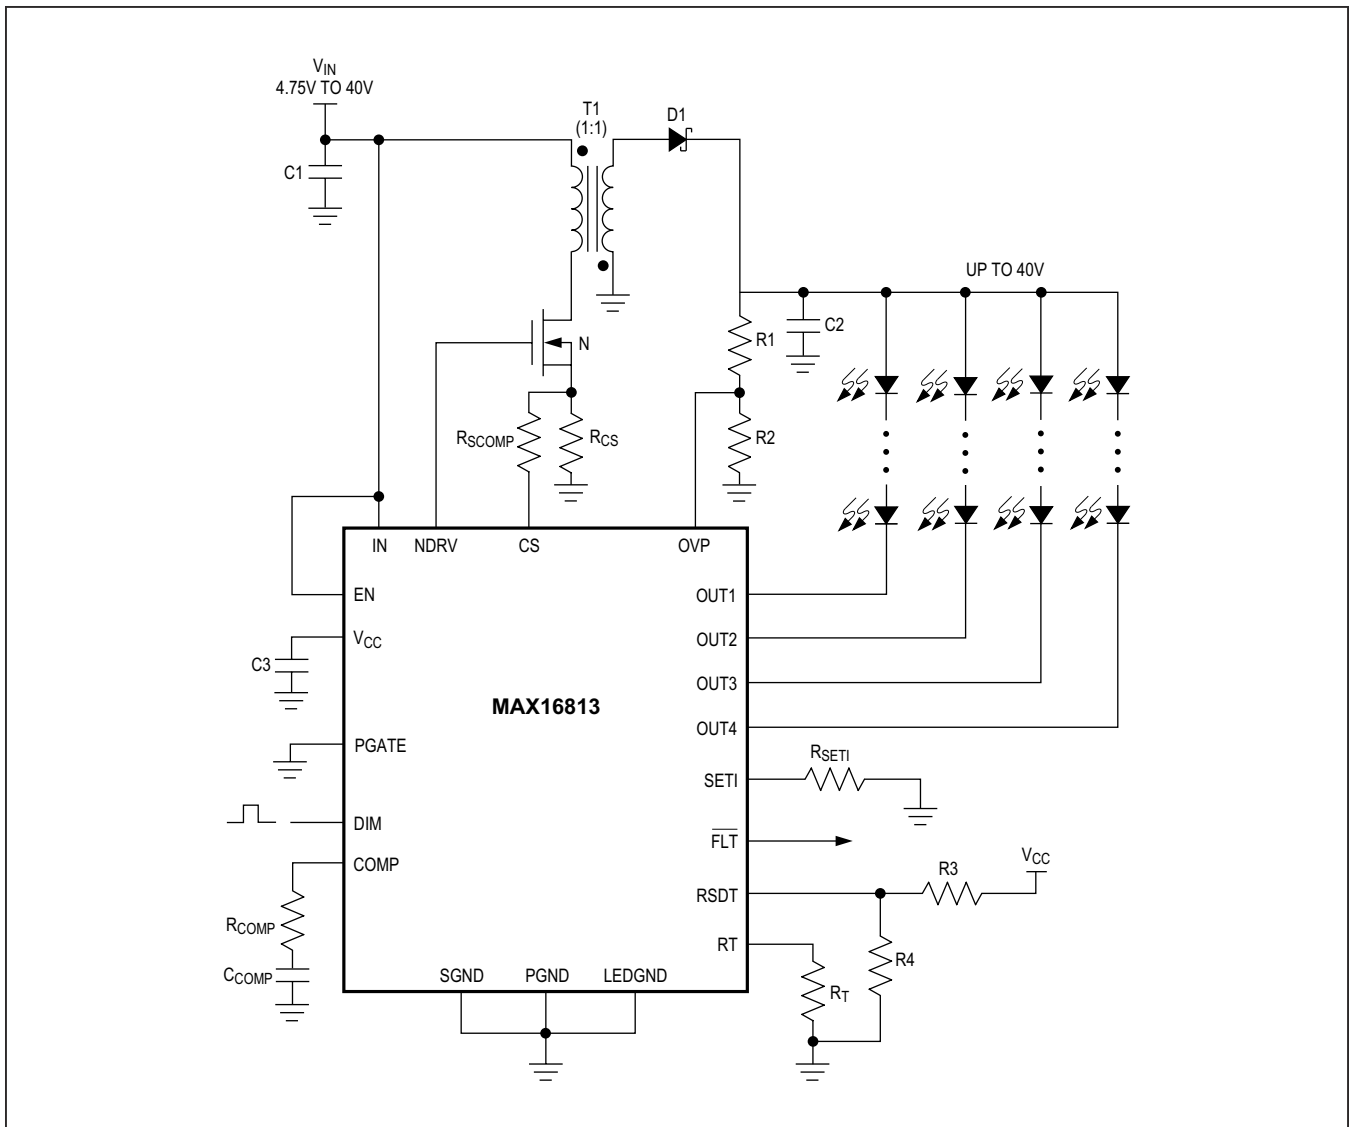 VIN
4.75V TO 40V
T1
(1:1)
D1
C1
UP TO 40V
C2
R1
N
RSCOMP
RCS
R2
IN
NDRV
CS
OVP
EN
OUT1
VCC
OUT2
C3
OUT3
MAX16813
OUT4
PGATE
RSETI
SETI
DIM
FLT
COMP
VCC
R3
RSDT
RCOMP
RT
R4
CCOMP
SGND
PGND
LEDGND
RT